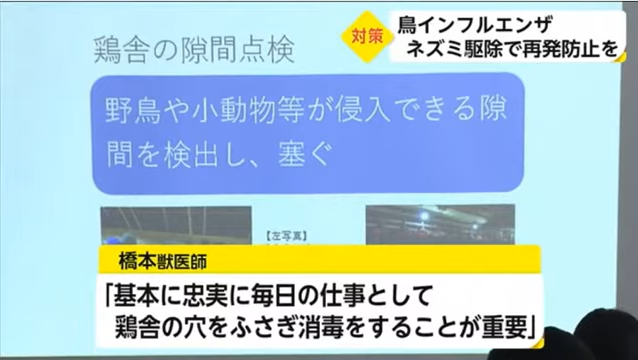 対策
鳥インフルエンザ
ネズミ駆除で再発防止を
鶏舎の隙間点検
野鳥や小動物等が侵入できる隙
間を検出し、塞ぐ
【左写真】
橋本獣医師
「基本に忠実に毎日の仕事として
鶏舎の穴をふさぎ消毒をすることが重要」